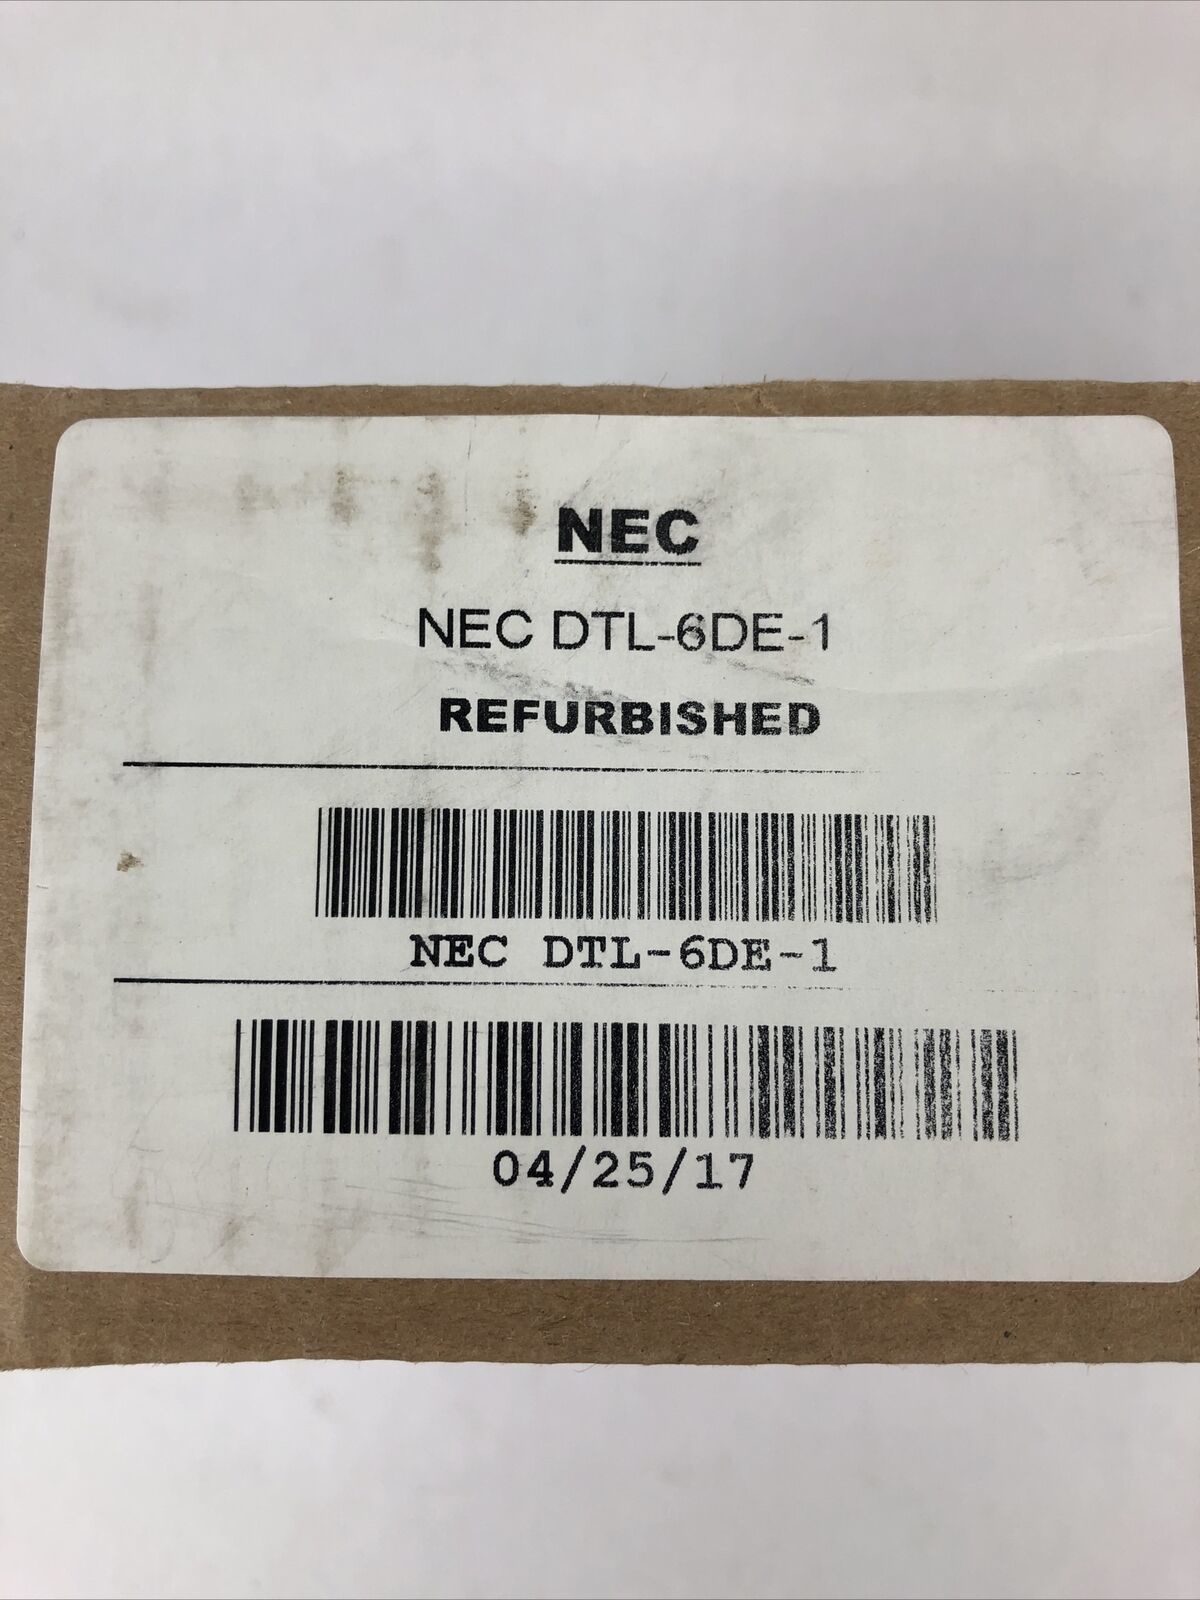 NEC
NEC DTL-6DE-1
REFURBISHED
NEC DTL-6DE-1
04/25/17